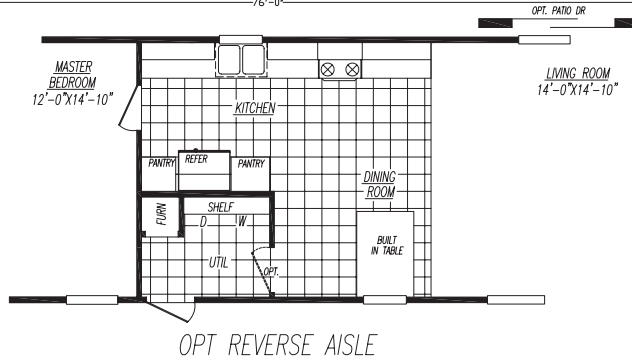 76'-0"
OPT. PATIO DR
MASTER
BEDROOM
12'-0"X14'-10"
LIVING ROOM
14'-0"X14'-10"
KITCHEN
PANTRY
REFER
PANTRY
DINING
ROOM
FURN
SHELF
D
W
UTIL
OPT.
BUILT
IN TABLE
OPT REVERSE AISLE